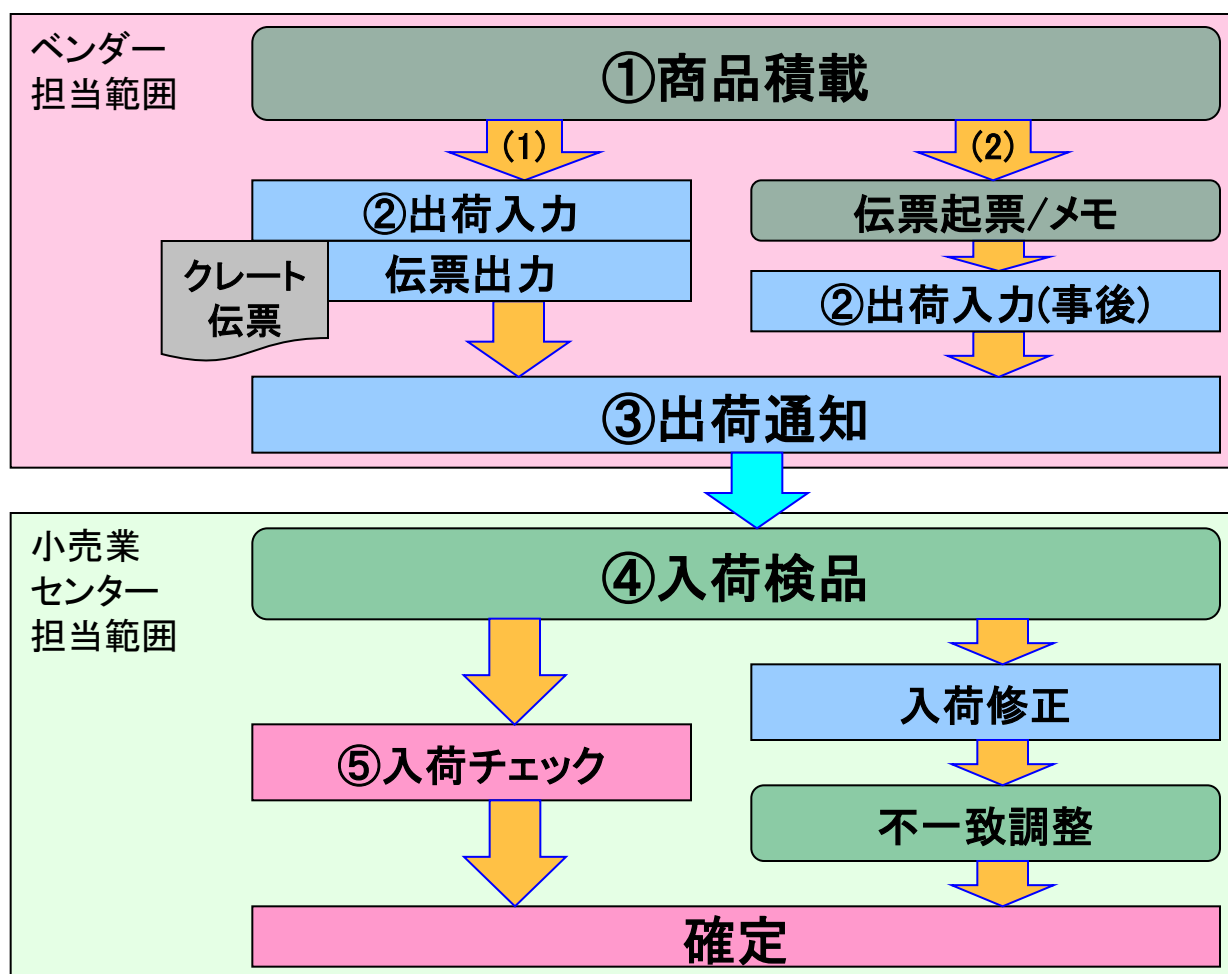 ベンダー
担当範囲
①商品積載
(1)
(2)
②出荷入力
伝票起票/メモ
クレート
伝票
伝票出力
②出荷入力(事後)
③出荷通知
小売業
センター
担当範囲
④入荷検品
入荷修正
⑤入荷チェック
不一致調整
確定